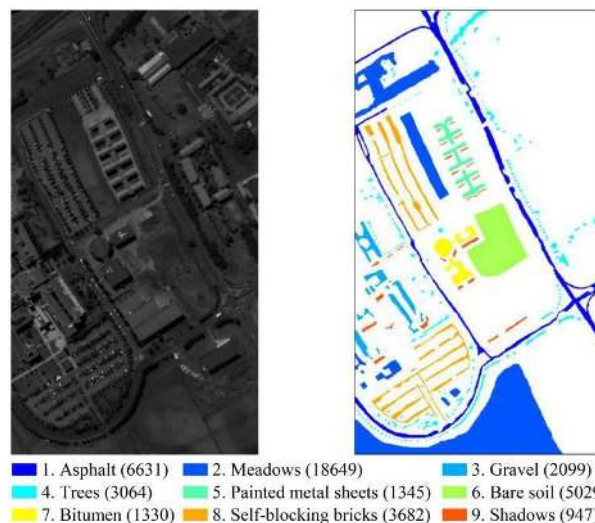 1. Asphalt (6631) 2. Meadows (18649) 3. Gravel (2099)
4. Trees (3064) 5. Painted metal sheets (1345) 6. Bare soil (5029
7. Bitumen (1330) 8. Self-blocking bricks (3682) 9. Shadows (947)